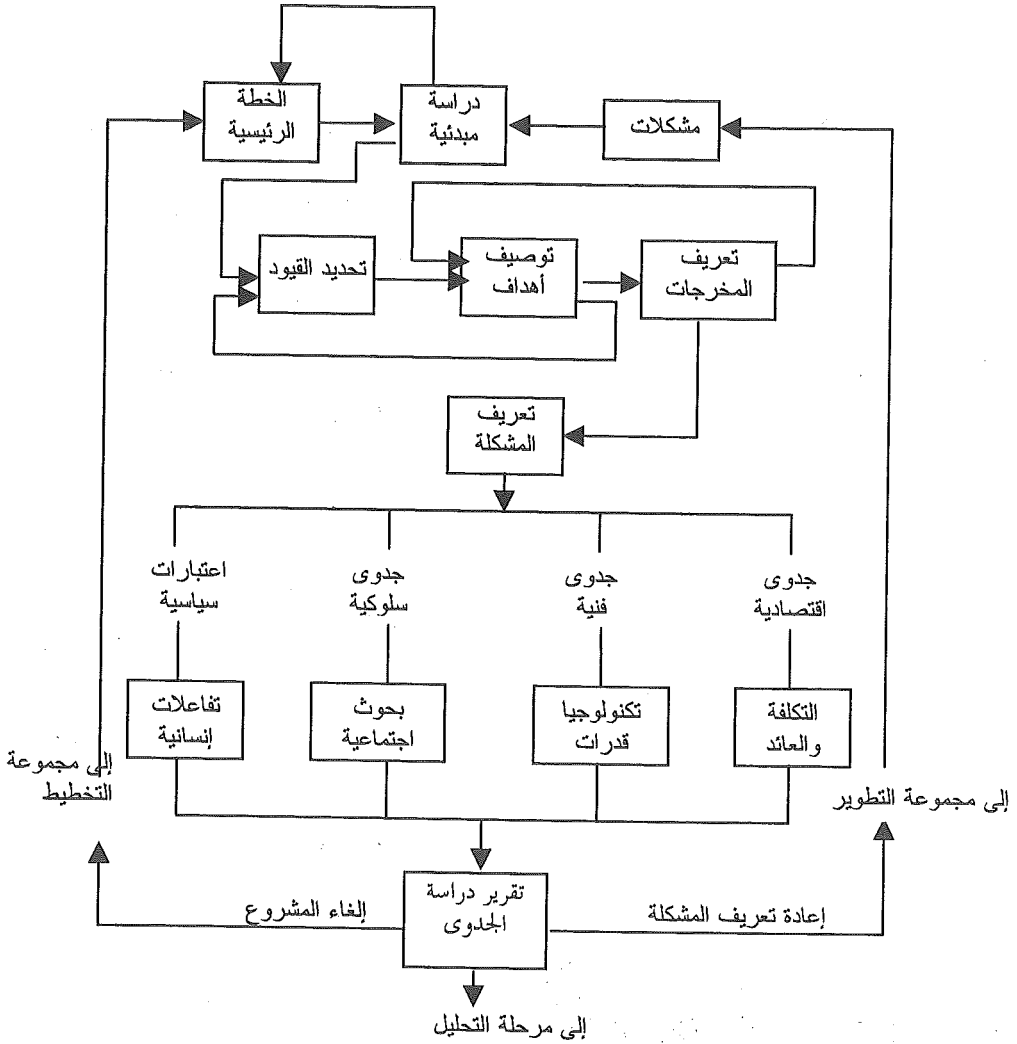 الخطة
الرئيسية
دراسة
مبدئية
مشكلات
تحديد القيود
توصيف
أهداف
تعريف
المخرجات
تعريف
المشكلة
اعتبارات
سياسية
جدوى
سلوكية
جدوى
فنية
جدوى
اقتصادية
تفاعلات
إنسانية
بحوث
اجتماعية
تكنولوجيا
قدرات
التكلفة
والعائد
إلى مجموعة
التخطيط
إلى مجموعة التطوير
تقرير دراسة
الجدوى
إلغاء المشروع
إعادة تعريف المشكلة
إلى مرحلة التحليل